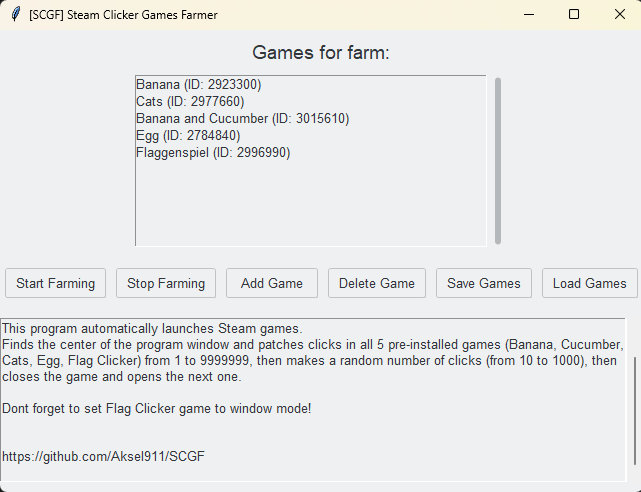 [SCGF] Steam Clicker Games Farmer
Games for farm:
Banana (ID: 2923300)
Cats (ID: 2977660)
Banana and Cucumber (ID: 3015610)
Egg (ID: 2784840)
Flaggenspiel (ID: 2996990)
Start Farming Stop Farming Add Game Delete Game Save Games Load Games
This program automatically launches Steam games.
Finds the center of the program window and patches clicks in all 5 pre-installed games (Banana, Cucumber,
Cats, Egg, Flag Clicker) from 1 to 9999999, then makes a random number of clicks (from 10 to 1000), then
closes the game and opens the next one.
Dont forget to set Flag Clicker game to window mode!
https://github.com/Aksel911/SCGF